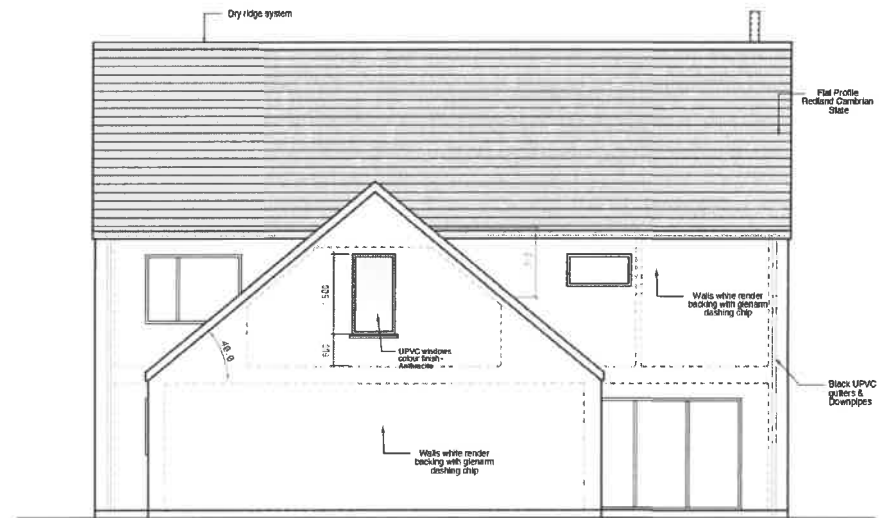 Dry ridge system
Flat Profile
Redland Cambrian
Slate
Walls white render
backing with glenarm
dashing chip
UPVC windows
colour finish -
Anthracite
40.0
Black UPVC
gutters &
Downpipes
Walls white render
backing with glenarm
dashing chip